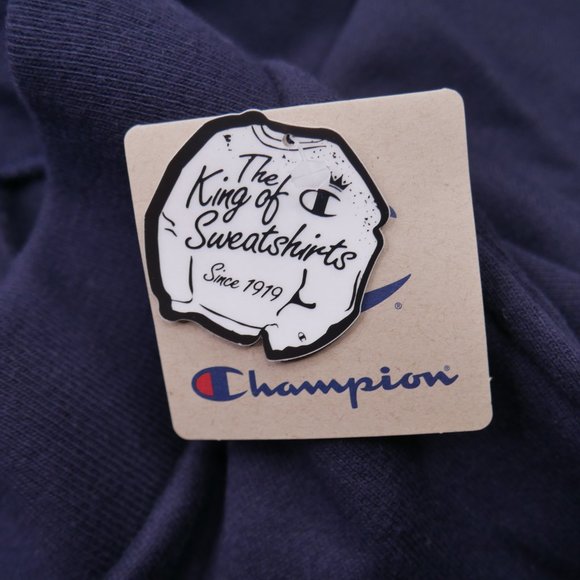 The
King of
Sweatshirts
Since 1919
®
Champion